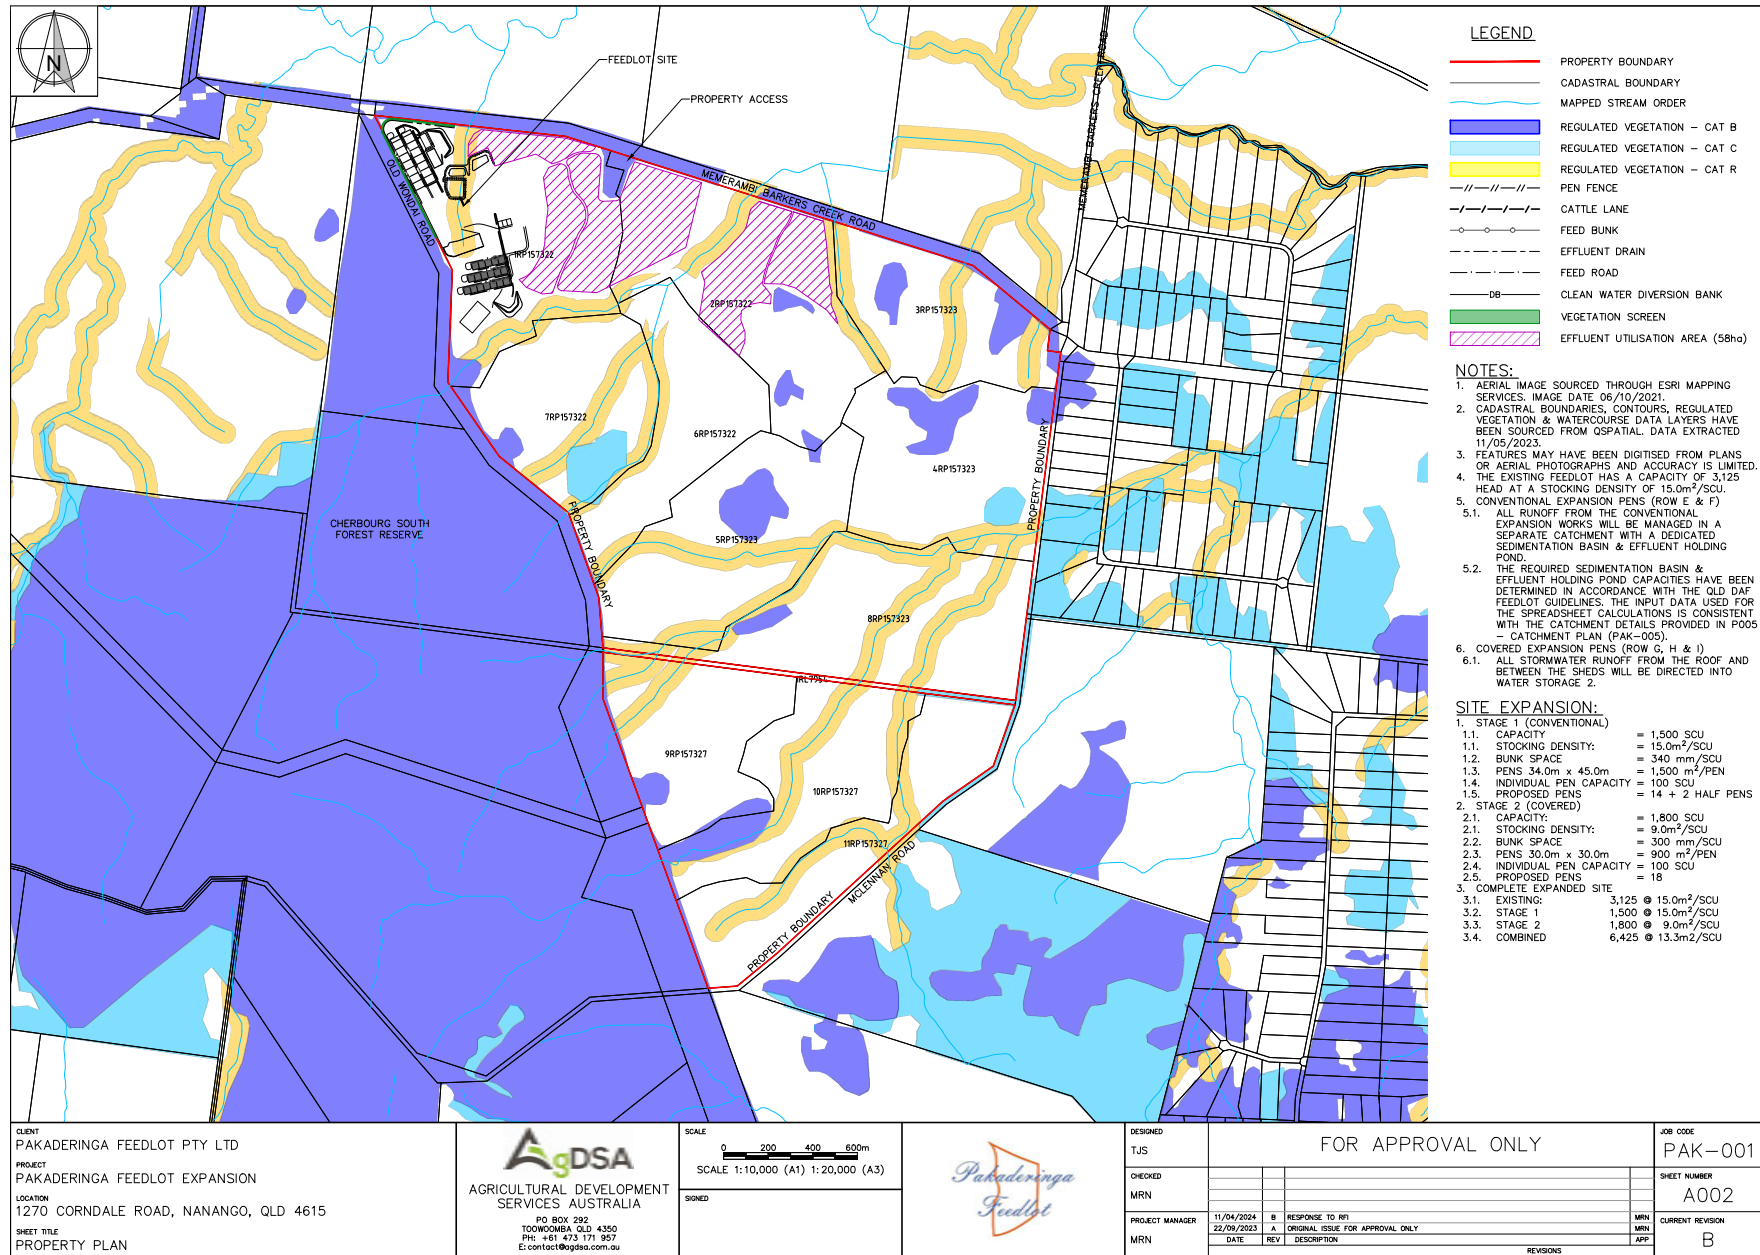 N
FEEDLOT SITE
PROPERTY ACCESS
OLD WONDAI ROAD
MEMERAMBI BARKERS CREEK ROAD
MEMERAMBI BARKERS CREEK ROAD
1RP157322
2RP157322
3RP157323
7RP157322
6RP157322
4RP157323
5RP157323
8RP157323
9RP157327
10RP157327
11RP157327
CHERBOURG SOUTH
FOREST RESERVE
PROPERTY BOUNDARY
PROPERTY BOUNDARY
PROPERTY BOUNDARY
MCLENNAN ROAD
LEGEND
PROPERTY BOUNDARY
CADASTRAL BOUNDARY
MAPPED STREAM ORDER
REGULATED VEGETATION - CAT B
REGULATED VEGETATION - CAT C
REGULATED VEGETATION - CAT R
PEN FENCE
CATTLE LANE
FEED BUNK
EFFLUENT DRAIN
FEED ROAD
DB CLEAN WATER DIVERSION BANK
VEGETATION SCREEN
EFFLUENT UTILISATION AREA (58ha)
NOTES:
1. AERIAL IMAGE SOURCED THROUGH ESRI MAPPING
SERVICES. IMAGE DATE 06/10/2021.
2. CADASTRAL BOUNDARIES, CONTOURS, REGULATED
VEGETATION & WATERCOURSE DATA LAYERS HAVE
BEEN SOURCED FROM QSPATIAL. DATA EXTRACTED
11/05/2023.
3. FEATURES MAY HAVE BEEN DIGITISED FROM PLANS
OR AERIAL PHOTOGRAPHS AND ACCURACY IS LIMITED.
4. THE EXISTING FEEDLOT HAS A CAPACITY OF 3,125
HEAD AT A STOCKING DENSITY OF 15.0m²/SCU.
5. CONVENTIONAL EXPANSION PENS (ROW E & F)
5.1. ALL RUNOFF FROM THE CONVENTIONAL
EXPANSION WORKS WILL BE MANAGED IN A
SEPARATE CATCHMENT WITH A DEDICATED
SEDIMENTATION BASIN & EFFLUENT HOLDING
POND.
5.2. THE REQUIRED SEDIMENTATION BASIN &
EFFLUENT HOLDING POND CAPACITIES HAVE BEEN
DETERMINED IN ACCORDANCE WITH THE QLD DAF
FEEDLOT GUIDELINES. THE INPUT DATA USED FOR
THE SPREADSHEET CALCULATIONS IS CONSISTENT
WITH THE CATCHMENT DETAILS PROVIDED IN P005
- CATCHMENT PLAN (PAK-005).
6. COVERED EXPANSION PENS (ROW G, H & I)
6.1. ALL STORMWATER RUNOFF FROM THE ROOF AND
BETWEEN THE SHEDS WILL BE DIRECTED INTO
WATER STORAGE 2.
SITE EXPANSION:
1. STAGE 1 (CONVENTIONAL)
1.1. CAPACITY = 1,500 SCU
1.1. STOCKING DENSITY: = 15.0m²/SCU
1.2. BUNK SPACE = 340 mm/SCU
1.3. PENS 34.0m x 45.0m = 1,500 m²/PEN
1.4. INDIVIDUAL PEN CAPACITY = 100 SCU
1.5. PROPOSED PENS = 14 + 2 HALF PENS
2. STAGE 2 (COVERED)
2.1. CAPACITY: = 1,800 SCU
2.1. STOCKING DENSITY: = 9.0m²/SCU
2.2. BUNK SPACE = 300 mm/SCU
2.3. PENS 30.0m x 30.0m = 900 m²/PEN
2.4. INDIVIDUAL PEN CAPACITY = 100 SCU
2.5. PROPOSED PENS = 18
3. COMPLETE EXPANDED SITE
3.1. EXISTING: 3,125 @ 15.0m²/SCU
3.2. STAGE 1 1,500 @ 15.0m²/SCU
3.3. STAGE 2 1,800 @ 9.0m²/SCU
3.4. COMBINED 6,425 @ 13.3m2/SCU
CLIENT
PAKADERINGA FEEDLOT PTY LTD
PROJECT
PAKADERINGA FEEDLOT EXPANSION
LOCATION
1270 CORNDALE ROAD, NANANGO, QLD 4615
SHEET TITLE
PROPERTY PLAN
AgDSA
AGRICULTURAL DEVELOPMENT
SERVICES AUSTRALIA
PO BOX 292
TOOWOOMBA QLD 4350
PH: +61 473 171 957
E: contact@agdsa.com.au
SCALE
0 200 400 600m
SCALE 1:10,000 (A1) 1:20,000 (A3)
SIGNED
Pakaderinga
Feedlot
DESIGNED
TJS
CHECKED
MRN
PROJECT MANAGER
MRN
FOR APPROVAL ONLY
11/04/2024 B RESPONSE TO RFI MRN
22/09/2023 A ORIGINAL ISSUE FOR APPROVAL ONLY MRN
DATE REV DESCRIPTION APP
REVISIONS
JOB CODE
PAK-001
SHEET NUMBER
A002
CURRENT REVISION
B